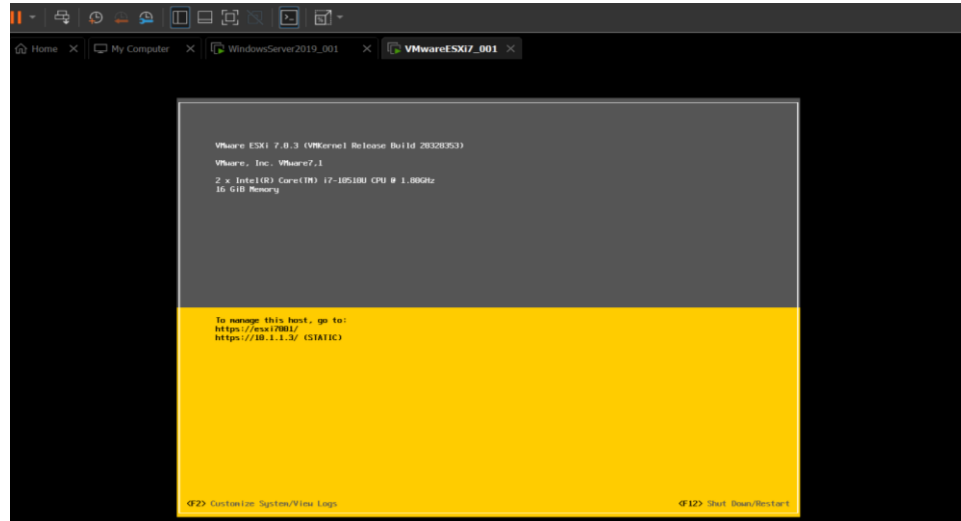 Home
My Computer
WindowsServer2019_001
VMwareESXi7_001
VMware ESXi 7.0.3 (VMKernel Release Build 20328353)
VMware, Inc. VMware7,1
2 x Intel(R) Core(TM) i7-10510U CPU @ 1.80GHz
16 GiB Memory
To manage this host, go to:
https://esxi7001/
https://10.1.1.3/ (STATIC)
<F2> Customize System/View Logs
<F12> Shut Down/Restart